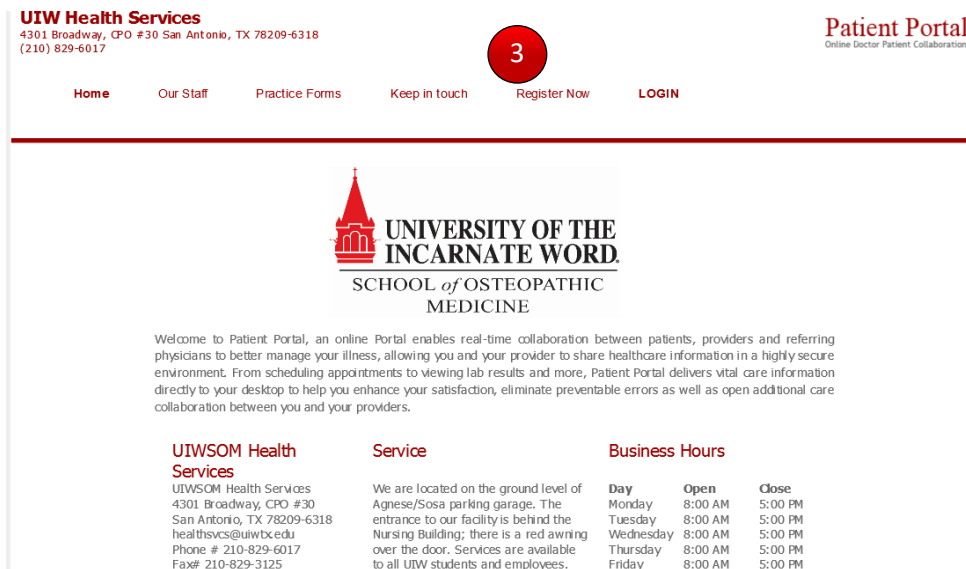 UIW Health Services
4301 Broadway, CPO #30 San Antonio, TX 78209-6318
(210) 829-6017
Patient Portal
Online Doctor Patient Collaboration
3
Home Our Staff Practice Forms Keep in touch Register Now LOGIN
UNIVERSITY OF THE
INCARNATE WORD.
SCHOOL of OSTEOPATHIC
MEDICINE
Welcome to Patient Portal, an online Portal enables real-time collaboration between patients, providers and referring
physicians to better manage your illness, allowing you and your provider to share healthcare information in a highly secure
environment. From scheduling appointments to viewing lab results and more, Patient Portal delivers vital care information
directly to your desktop to help you enhance your satisfaction, eliminate preventable errors as well as open additional care
collaboration between you and your providers.
UIWSOM Health
Services
UIWSOM Health Services
4301 Broadway, CPO #30
San Antonio, TX 78209-6318
healthsvcs@uiwtx.edu
Phone # 210-829-6017
Fax# 210-829-3125
Service
We are located on the ground level of
Agnese/Sosa parking garage. The
entrance to our facility is behind the
Nursing Building; there is a red awning
over the door. Services are available
to all UIW students and employees.
Business Hours
Day Open Close
Monday 8:00 AM 5:00 PM
Tuesday 8:00 AM 5:00 PM
Wednesday 8:00 AM 5:00 PM
Thursday 8:00 AM 5:00 PM
Friday 8:00 AM 5:00 PM